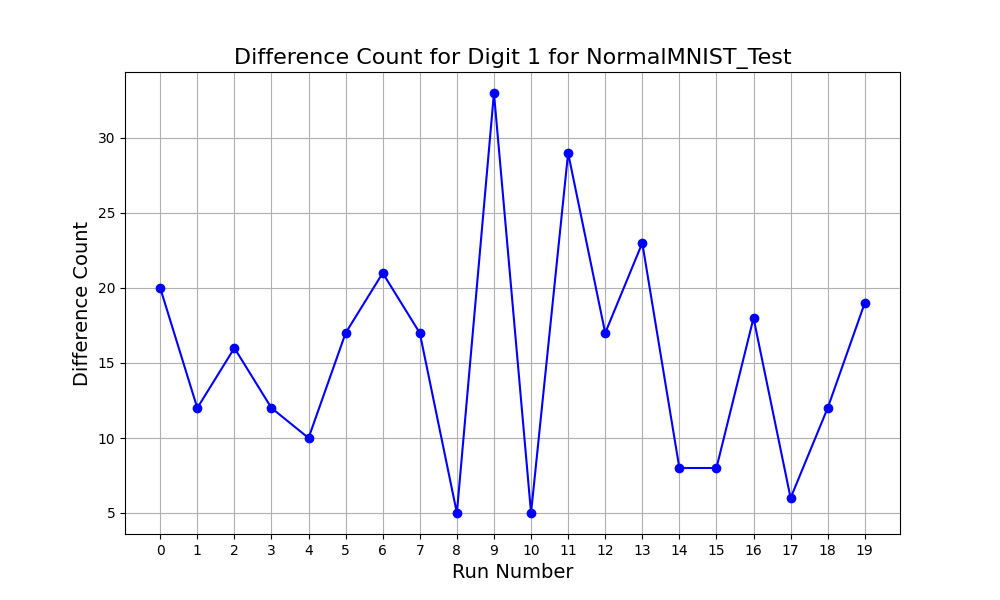 Difference Count for Digit 1 for NormalMNIST_Test
Difference Count
30
25
20
15
10
5
0 1 2 3 4 5 6 7 8 9 10 11 12 13 14 15 16 17 18 19
Run Number